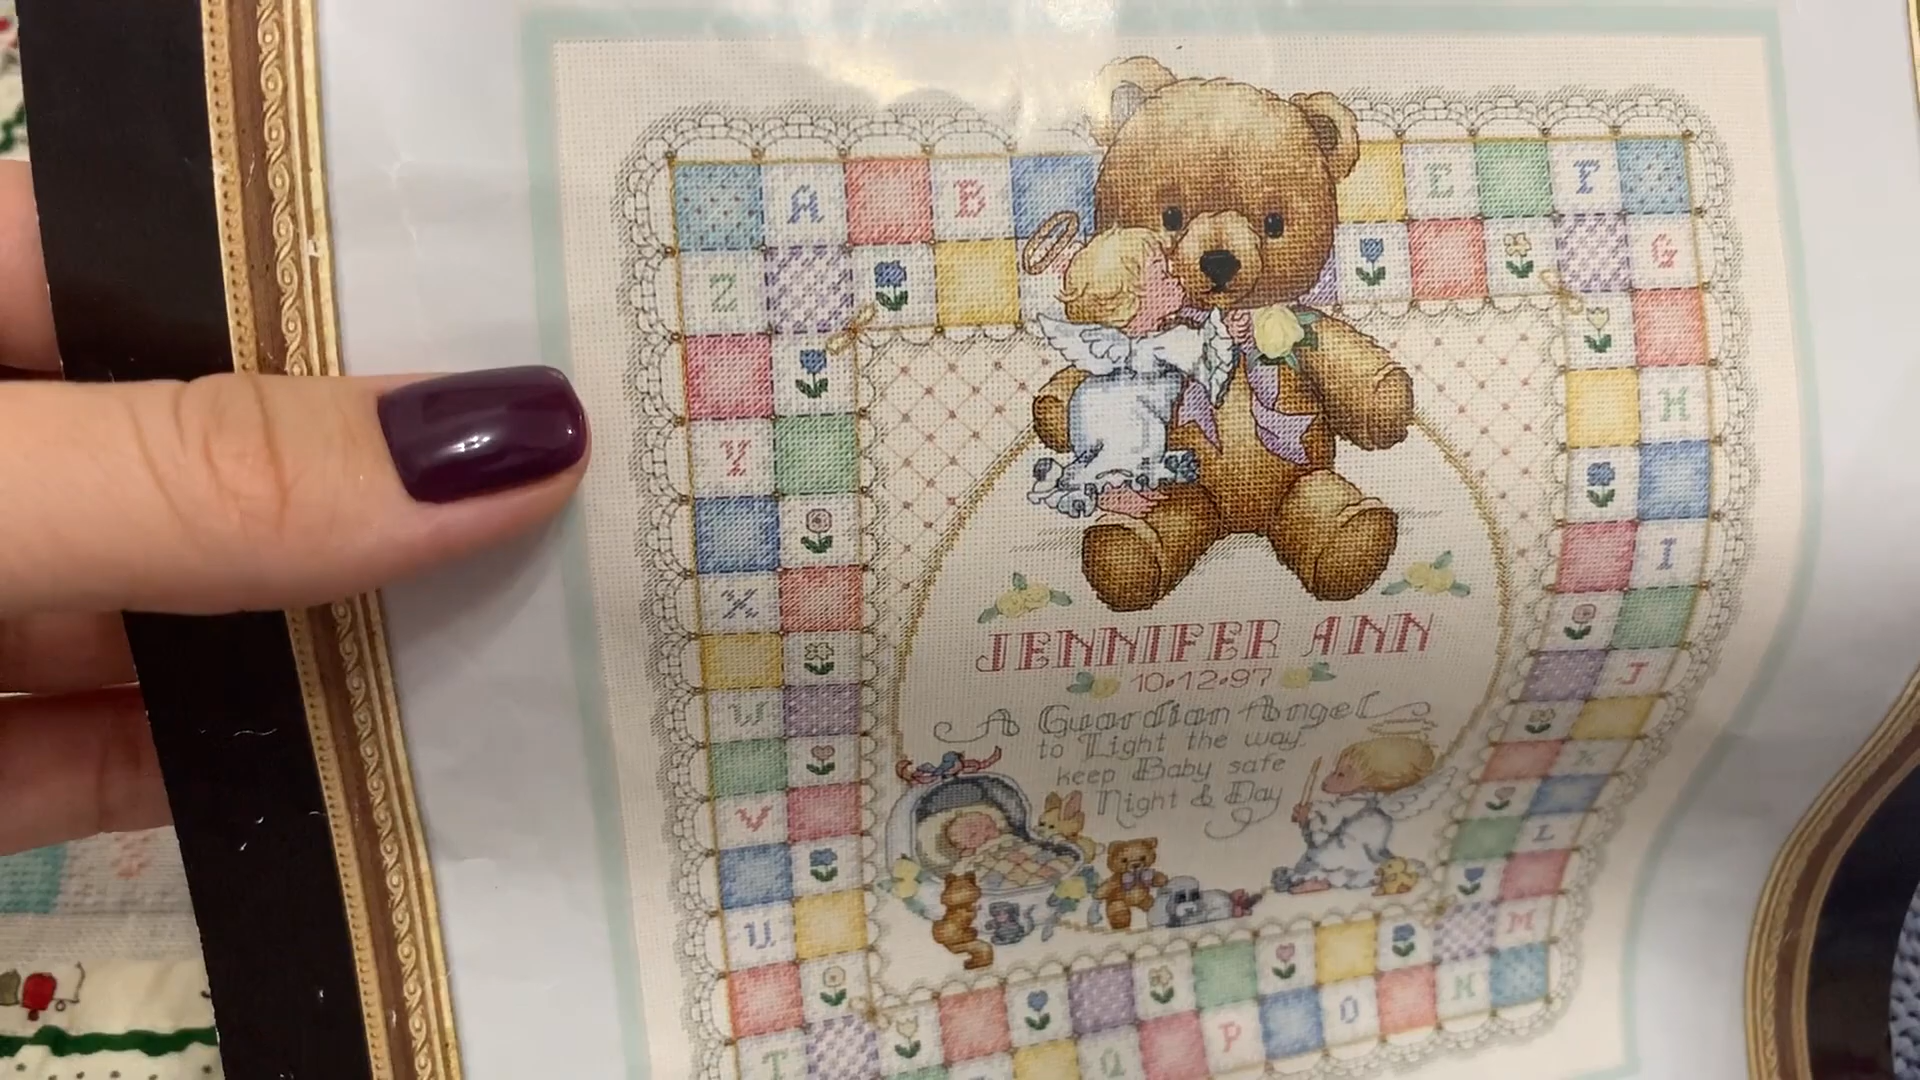 A B E F
Z G
H
Y
I
X
J
W
K
V L
U M
T Q P O N
JENNIFER ANN
10•12•97
A Guardian Angel
to Light the way
keep Baby safe
Night & Day